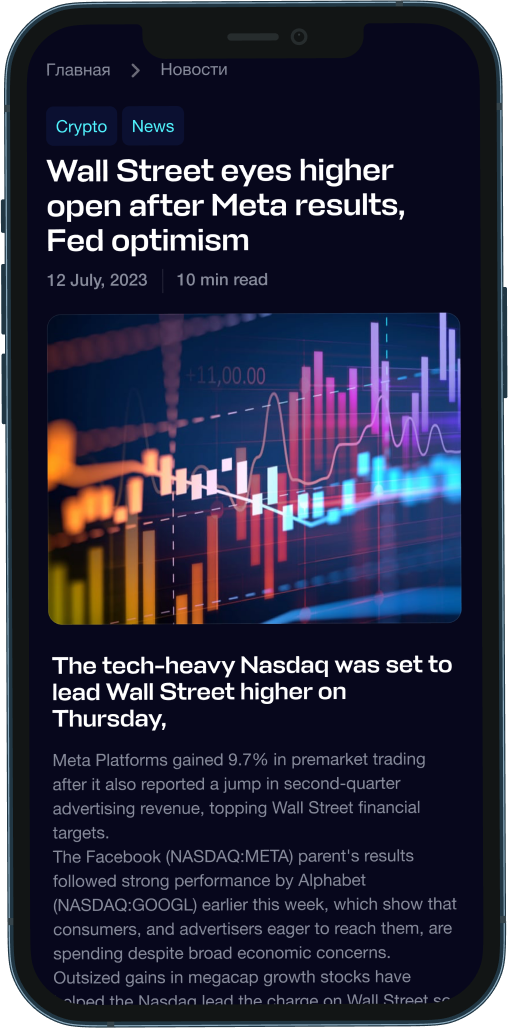 Главная > Новости
Crypto News
Wall Street eyes higher
open after Meta results,
Fed optimism
12 July, 2023 10 min read
+11,00.00
The tech-heavy Nasdaq was set to
lead Wall Street higher on
Thursday,
Meta Platforms gained 9.7% in premarket trading
after it also reported a jump in second-quarter
advertising revenue, topping Wall Street financial
targets.
The Facebook (NASDAQ:META) parent's results
followed strong performance by Alphabet
(NASDAQ:GOOGL) earlier this week, which show that
consumers, and advertisers eager to reach them, are
spending despite broad economic concerns.
Outsized gains in megacap growth stocks have
helped the Nasdaq lead the charge on Wall Street so